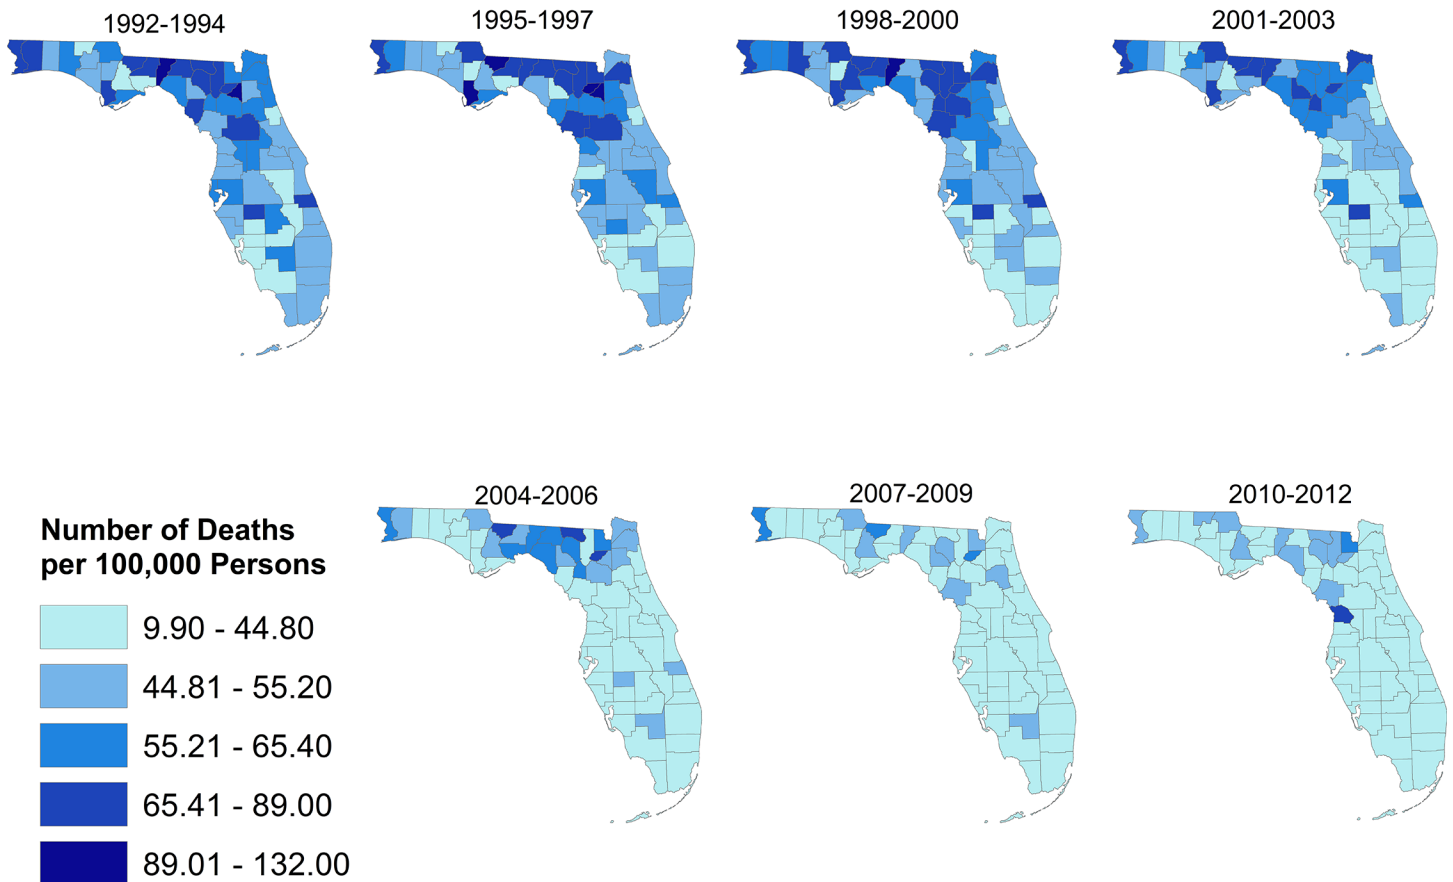 1992-1994
1995-1997
1998-2000
2001-2003
2004-2006
2007-2009
2010-2012
Number of Deaths
per 100,000 Persons
9.90 - 44.80
44.81 - 55.20
55.21 - 65.40
65.41 - 89.00
89.01 - 132.00